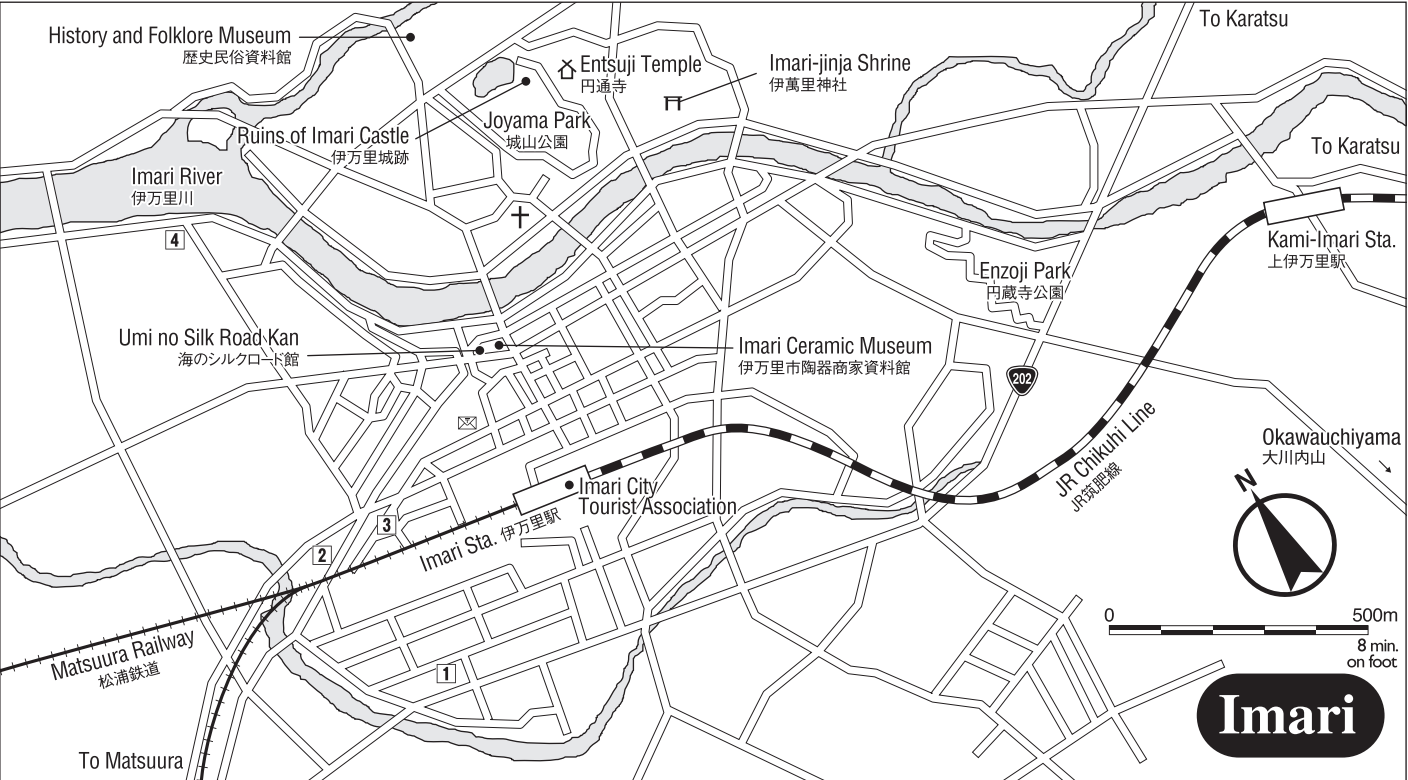 History and Folklore Museum
歴史民俗資料館
To Karatsu
Entsuji Temple
円通寺
Imari-jinja Shrine
伊萬里神社
Ruins of Imari Castle
伊万里城跡
Joyama Park
城山公園
To Karatsu
Imari River
伊万里川
4
Kami-Imari Sta.
上伊万里駅
Enzoji Park
円蔵寺公園
Umi no Silk Road Kan
海のシルクロード館
Imari Ceramic Museum
伊万里市陶器商家資料館
202
JR Chikuhi Line
JR筑肥線
Okawauchiyama
大川内山
Imari City
Tourist Association
Imari Sta. 伊万里駅
3
2
N
0 500m
8 min.
on foot
Matsuura Railway
松浦鉄道
1
Imari
To Matsuura